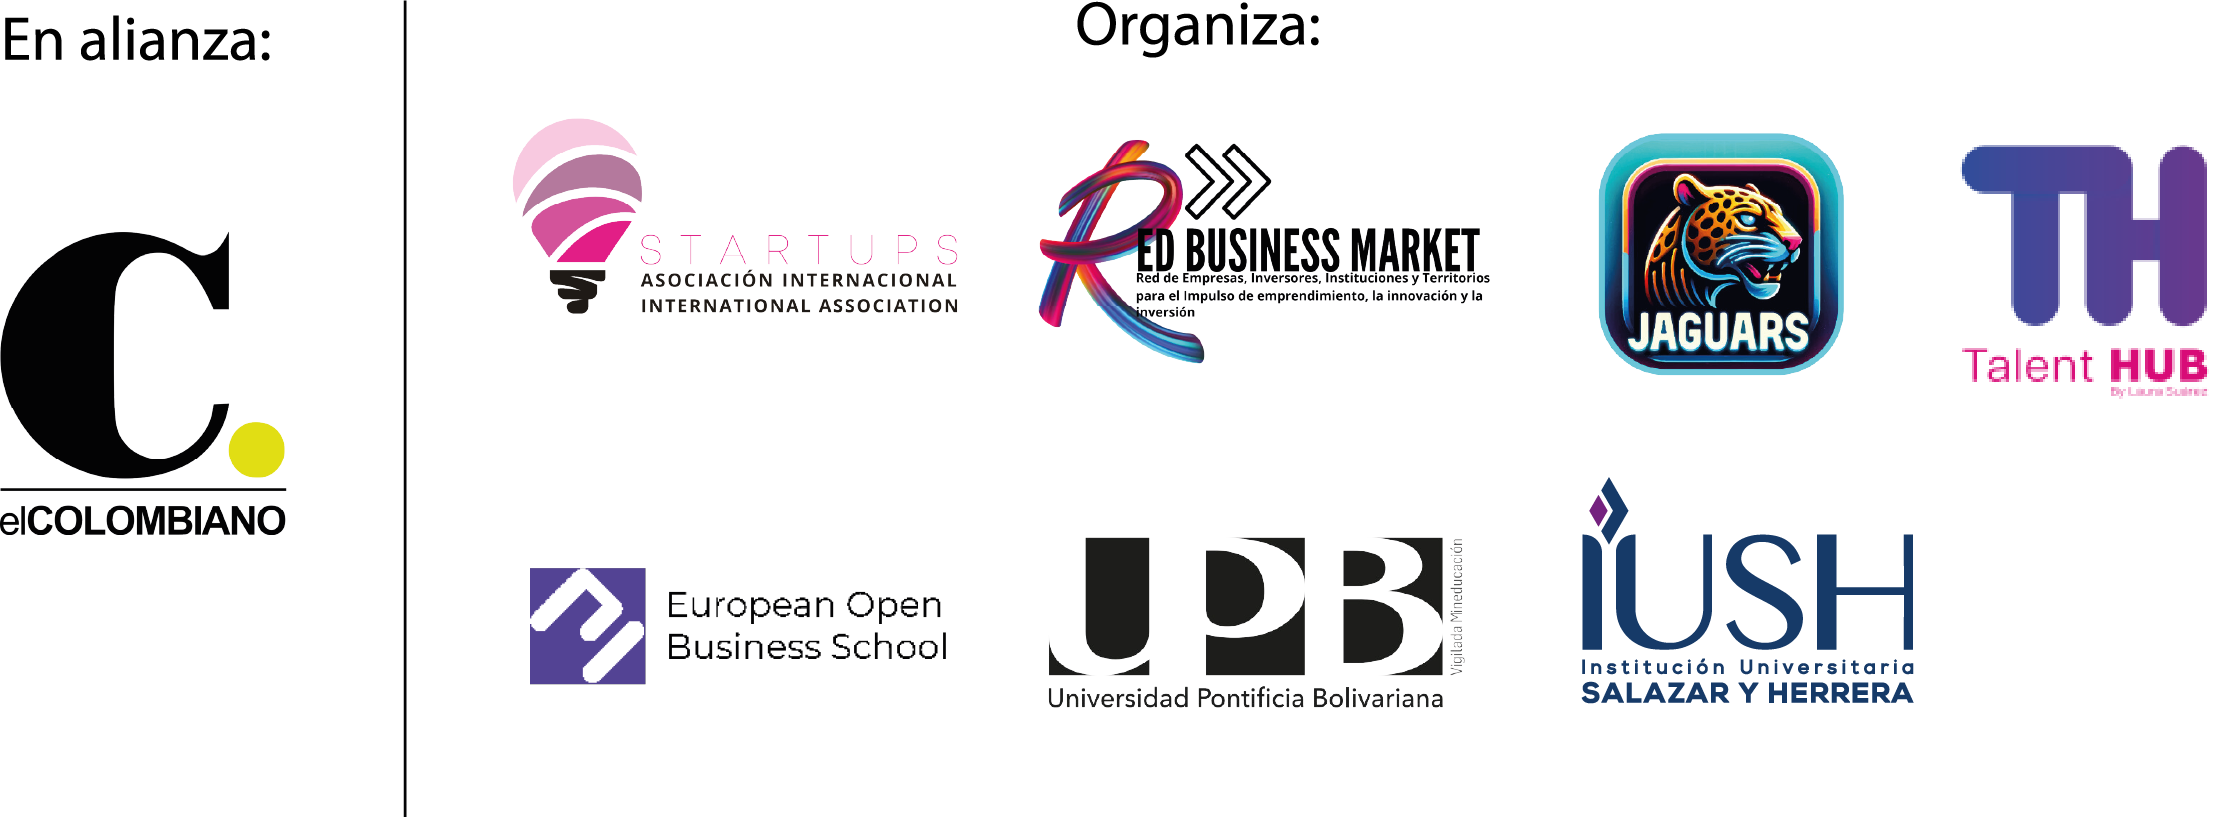 En alianza:
C.
elCOLOMBIANO
Organiza:
STARTUPS
ASOCIACIÓN INTERNACIONAL
INTERNATIONAL ASSOCIATION
RED BUSINESS MARKET
Red de Empresas, Inversores, Instituciones y Territorios
para el Impulso de emprendimiento, la innovación y la
inversión
JAGUARS
TH
Talent HUB
By Laura Suárez
European Open
Business School
UPB
Vigilada Mineducación
Universidad Pontificia Bolivariana
IUSH
Institución Universitaria
SALAZAR Y HERRERA